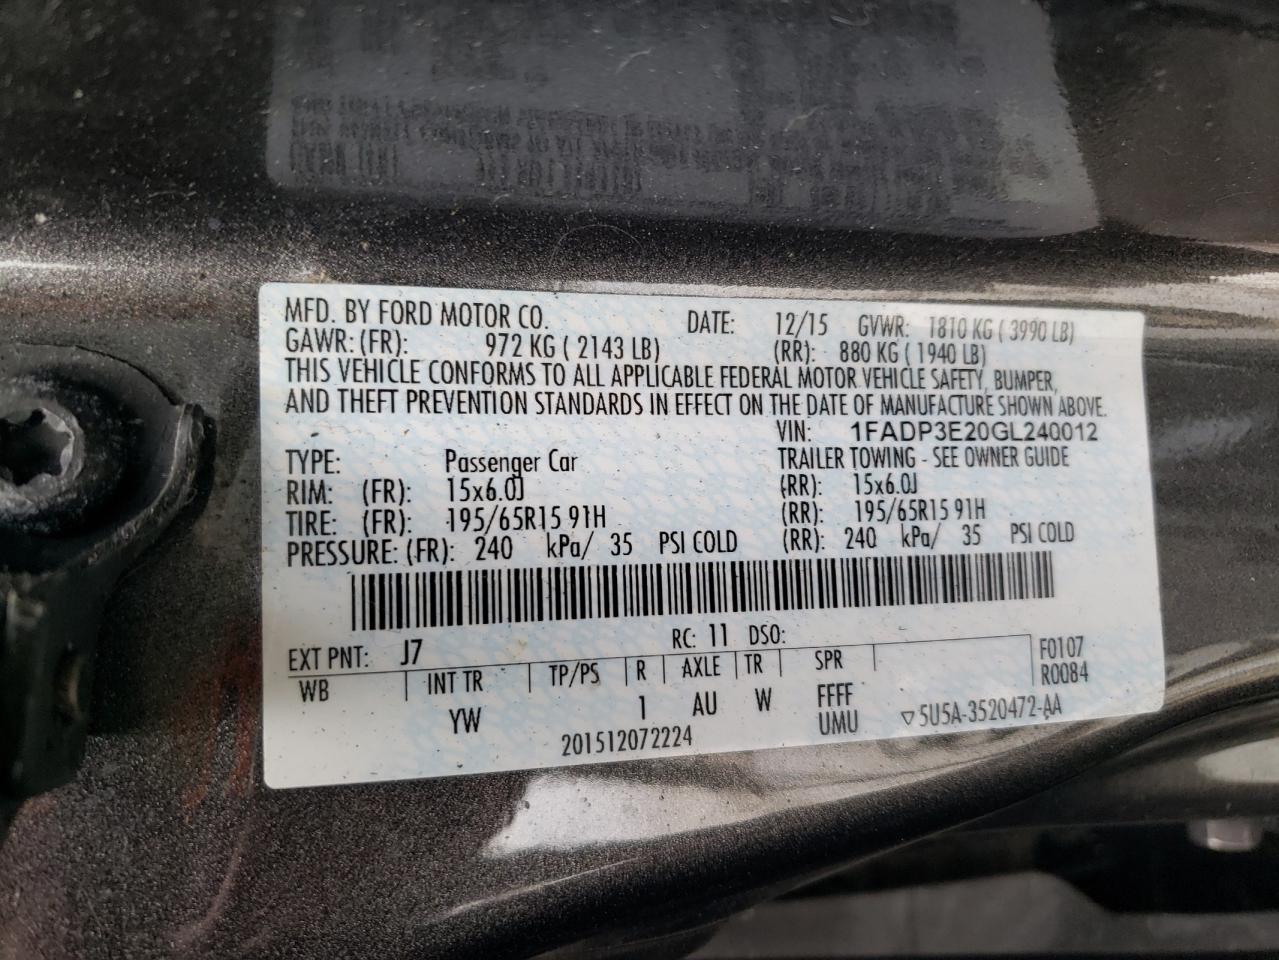 MFD. BY FORD MOTOR CO. DATE: 12/15 GVWR: 1810 KG ( 3990 LB)
GAWR: (FR): 972 KG ( 2143 LB) (RR): 880 KG ( 1940 LB)
THIS VEHICLE CONFORMS TO ALL APPLICABLE FEDERAL MOTOR VEHICLE SAFETY, BUMPER,
AND THEFT PREVENTION STANDARDS IN EFFECT ON THE DATE OF MANUFACTURE SHOWN ABOVE.
VIN: 1FADP3E20GL240012
TYPE: Passenger Car TRAILER TOWING - SEE OWNER GUIDE
RIM: (FR): 15x6.0J (RR): 15x6.0J
TIRE: (FR): 195/65R15 91H (RR): 195/65R15 91H
PRESSURE: (FR): 240 kPa/ 35 PSI COLD (RR): 240 kPa/ 35 PSI COLD
EXT PNT: J7 RC: 11 DSO: F0107
WB INT TR TP/PS R AXLE TR SPR R0084
YW 1 AU W FFFF
UMU ▽5U5A-3520472-AA
201512072224